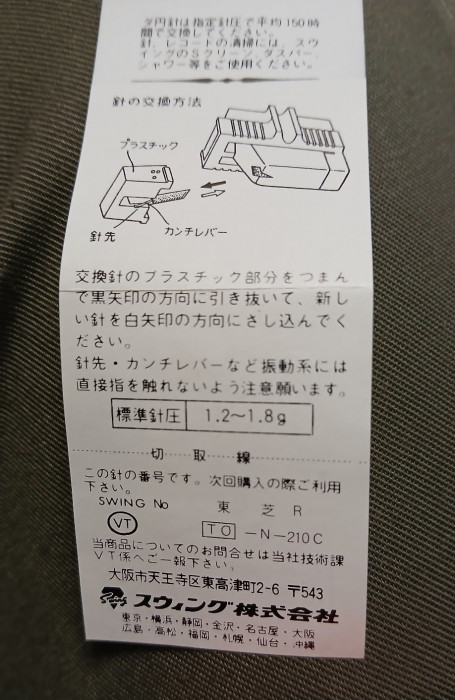 夕円針は指定針圧で平均150時
間で交換してください。
針、レコードの清掃には、スウ
ィングのSクリーン、ダスパー、
シャワー等をご使用ください。
針の交換方法
プラスチック
針先
カンチレバー
交換針のプラスチック部分をつまん
で黒矢印の方向に引き抜いて、新し
い針を白矢印の方向にさし込んでく
ださい。
針先・カンチレバーなど振動系には
直接指を触れないよう注意願います。
標準針圧 1.2〜1.8g
切取線
この針の番号です。次回購入の際ご利用
下さい。
SWING No 東芝R
VT TO-N-210C
当商品についてのお問合せは当社技術課
VT係へご一報下さい。
大阪市天王寺区東高津町2-6 〒543
Swing スウィング株式会社
東京・横浜・静岡・金沢・名古屋・大阪
広島・高松・福岡・札幌・仙台・沖縄